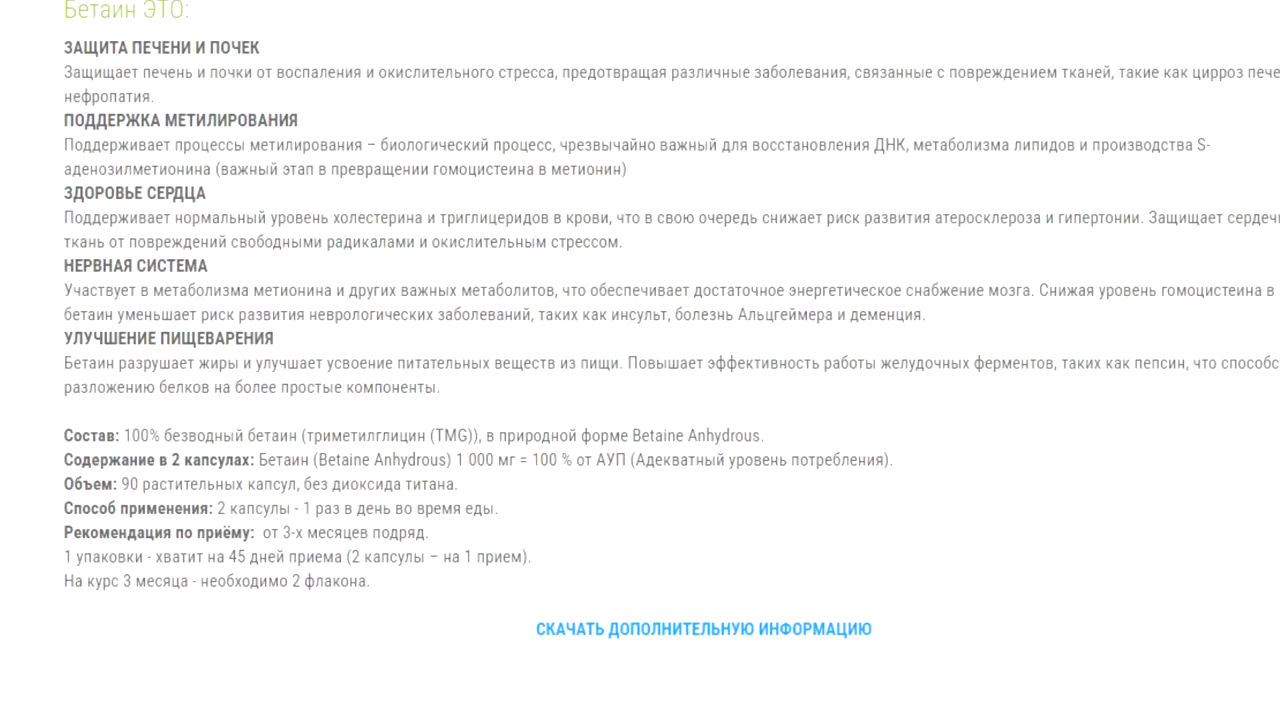 Бетаин ЭТО:
ЗАЩИТА ПЕЧЕНИ И ПОЧЕК
Защищает печень и почки от воспаления и окислительного стресса, предотвращая различные заболевания, связанные с повреждением тканей, такие как цирроз пече
нефропатия.
ПОДДЕРЖКА МЕТИЛИРОВАНИЯ
Поддерживает процессы метилирования – биологический процесс, чрезвычайно важный для восстановления ДНК, метаболизма липидов и производства S-
аденозилметионина (важный этап в превращении гомоцистеина в метионин)
ЗДОРОВЬЕ СЕРДЦА
Поддерживает нормальный уровень холестерина и триглицеридов в крови, что в свою очередь снижает риск развития атеросклероза и гипертонии. Защищает сердечн
ткань от повреждений свободными радикалами и окислительным стрессом.
НЕРВНАЯ СИСТЕМА
Участвует в метаболизма метионина и других важных метаболитов, что обеспечивает достаточное энергетическое снабжение мозга. Снижая уровень гомоцистеина в
бетаин уменьшает риск развития неврологических заболеваний, таких как инсульт, болезнь Альцгеймера и деменция.
УЛУЧШЕНИЕ ПИЩЕВАРЕНИЯ
Бетаин разрушает жиры и улучшает усвоение питательных веществ из пищи. Повышает эффективность работы желудочных ферментов, таких как пепсин, что способс
разложению белков на более простые компоненты.
Состав: 100% безводный бетаин (триметилглицин (TMG)), в природной форме Betaine Anhydrous.
Содержание в 2 капсулах: Бетаин (Betaine Anhydrous) 1 000 мг = 100 % от АУП (Адекватный уровень потребления).
Объем: 90 растительных капсул, без диоксида титана.
Способ применения: 2 капсулы - 1 раз в день во время еды.
Рекомендация по приёму: от 3-х месяцев подряд.
1 упаковки - хватит на 45 дней приема (2 капсулы – на 1 прием).
На курс 3 месяца - необходимо 2 флакона.
СКАЧАТЬ ДОПОЛНИТЕЛЬНУЮ ИНФОРМАЦИЮ